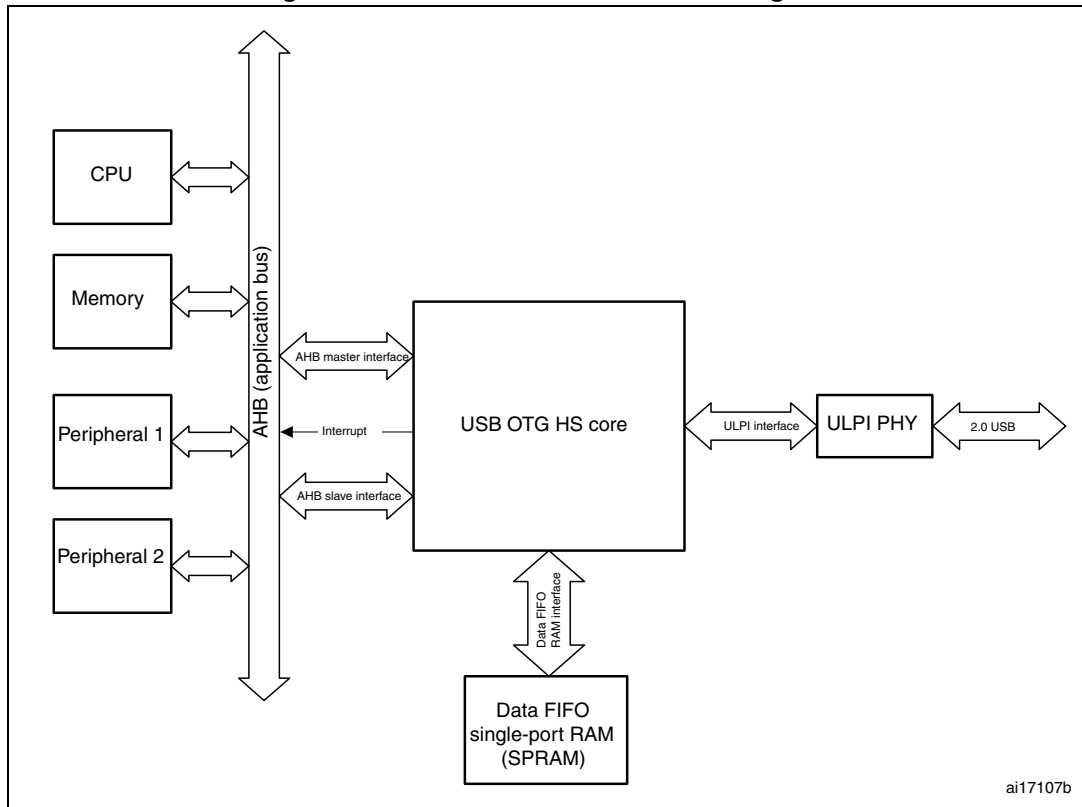 CPU
Memory
Peripheral 1
Peripheral 2
AHB (application bus)
AHB master interface
Interrupt
AHB slave interface
USB OTG HS core
ULPI interface
ULPI PHY
2.0 USB
Data FIFO
RAM interface
Data FIFO
single-port RAM
(SPRAM)
ai17107b